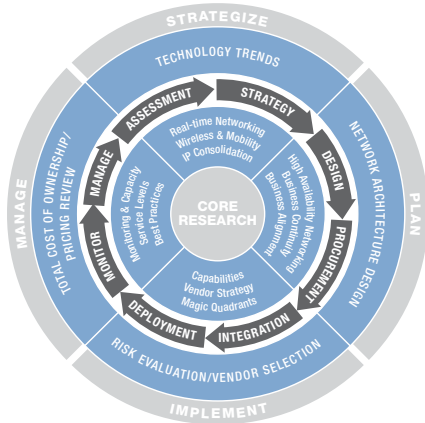 STRATEGIZE
TECHNOLOGY TRENDS
PLAN
NETWORK ARCHITECTURE DESIGN
IMPLEMENT
RISK EVALUATION/VENDOR SELECTION
MANAGE
TOTAL COST OF OWNERSHIP/
PRICING REVIEW
ASSESSMENT
STRATEGY
DESIGN
PROCUREMENT
INTEGRATION
DEPLOYMENT
MONITOR
MANAGE
Real-time Networking
Wireless & Mobility
IP Consolidation
High Availability Networking
Business Continuity
Business Alignment
Capabilities
Vendor Strategy
Magic Quadrants
Monitoring & Capacity
Service Levels
Best Practices
CORE
RESEARCH